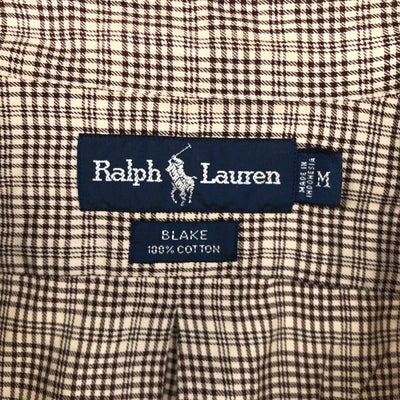 Ralph Lauren
MADE IN
INDONESIA
M
BLAKE
100% COTTON